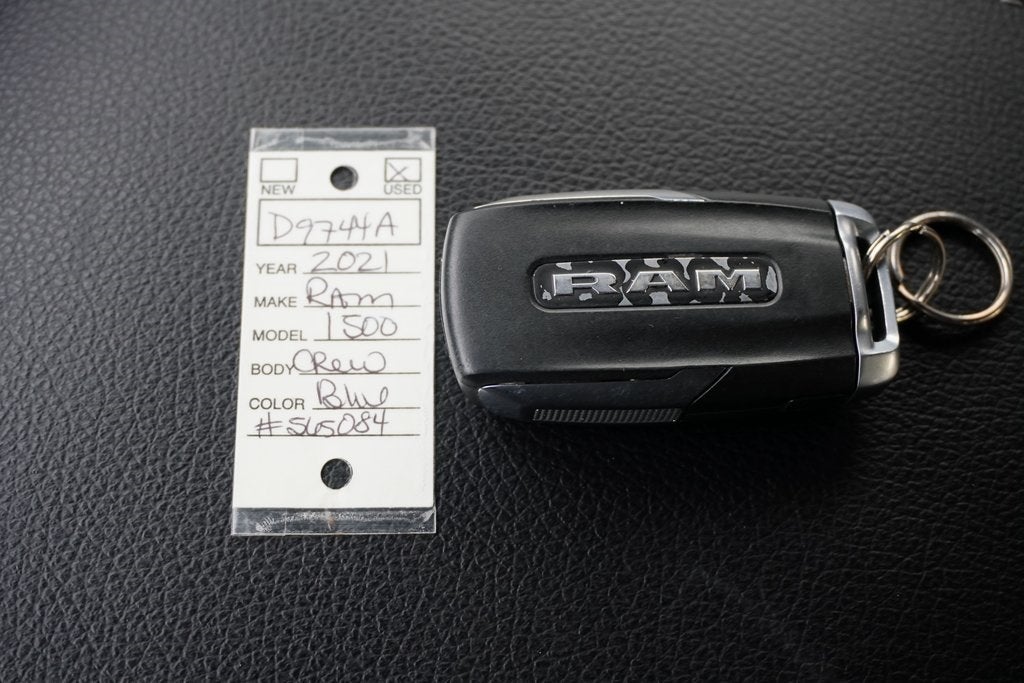 NEW
USED
D9744A
YEAR 2021
MAKE Ram
MODEL 1500
BODY Crew
COLOR Blue
#565084
RAM